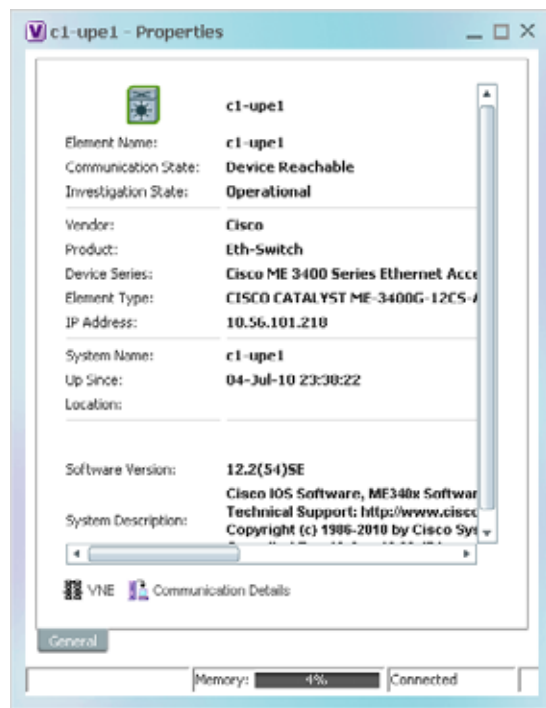 c1-upe1 - Properties
c1-upe1
Element Name: c1-upe1
Communication State: Device Reachable
Investigation State: Operational
Vendor: Cisco
Product: Eth-Switch
Device Series: Cisco ME 3400 Series Ethernet Acce
Element Type: CISCO CATALYST ME-3400G-12CS-A
IP Address: 10.56.101.218
System Name: c1-upe1
Up Since: 04-Jul-10 23:38:22
Location:
Software Version: 12.2(54)SE
Cisco IOS Software, ME340x Softwar
System Description: Technical Support: http://www.cisco
Copyright (c) 1986-2010 by Cisco Sys
VNE Communication Details
General
Memory: 4% Connected